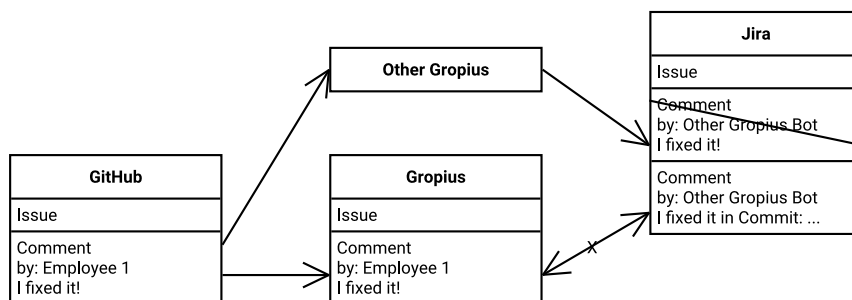 Other Gropius
Jira
Issue
Comment
by: Other Gropius Bot
I fixed it!
Comment
by: Other Gropius Bot
I fixed it in Commit: ...
GitHub
Issue
Comment
by: Employee 1
I fixed it!
Gropius
Issue
Comment
by: Employee 1
I fixed it!
X